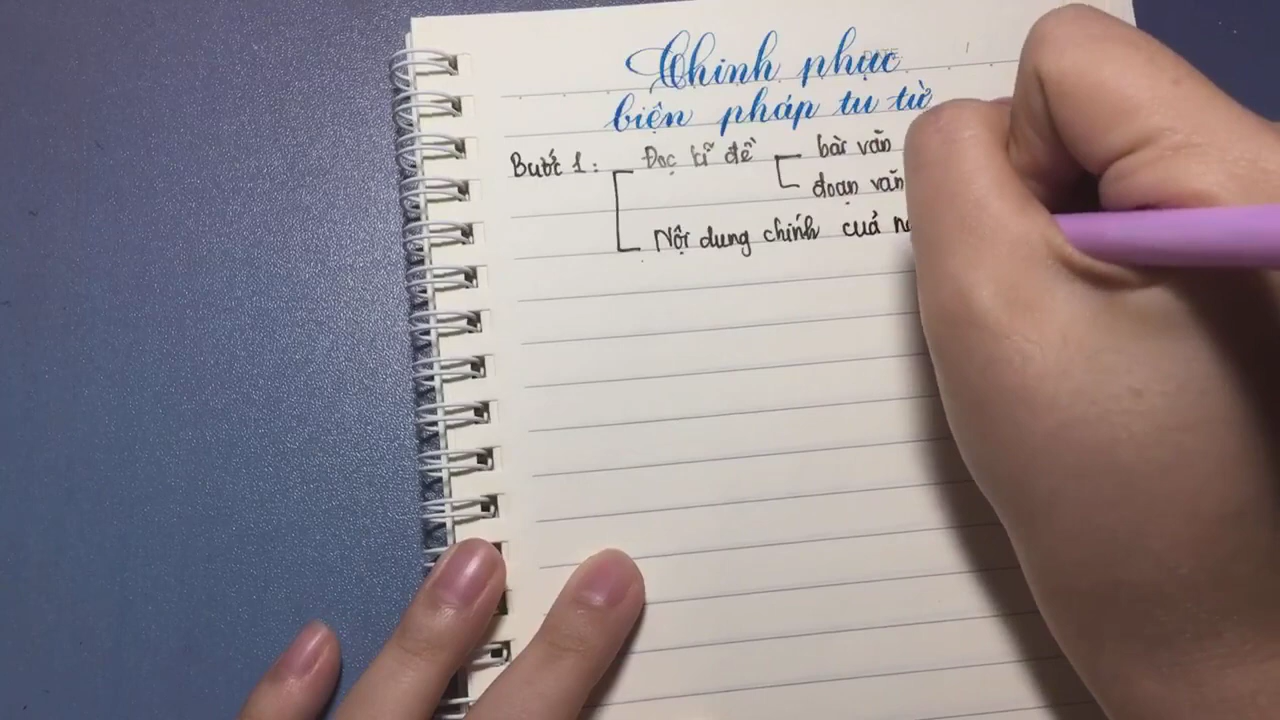 Chinh phục
biện pháp tu từ
Bước 1: Đọc kĩ đề bài văn
đoạn văn
Nội dung chính của